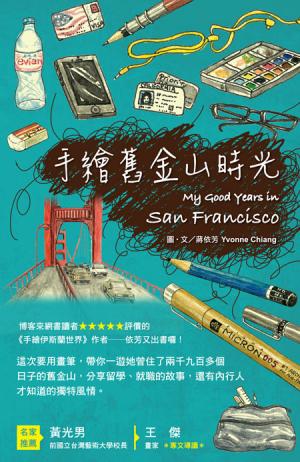 evian
CALIFORNIA
手繪舊金山時光
My Good Years in
San Francisco
圖・文／蔣依芳 Yvonne Chiang
MICRON 005
博客來網書讀者★★★★★評價的
《手繪伊斯蘭世界》作者——依芳又出書囉！
這次要用畫筆，帶你一遊她曾住了兩千九百多個
日子的舊金山，分享留學、就職的故事，還有內行人
才知道的獨特風情。
名家
推薦
黃光男
前國立台灣藝術大學校長
王 傑
畫家 ★專文導讀★